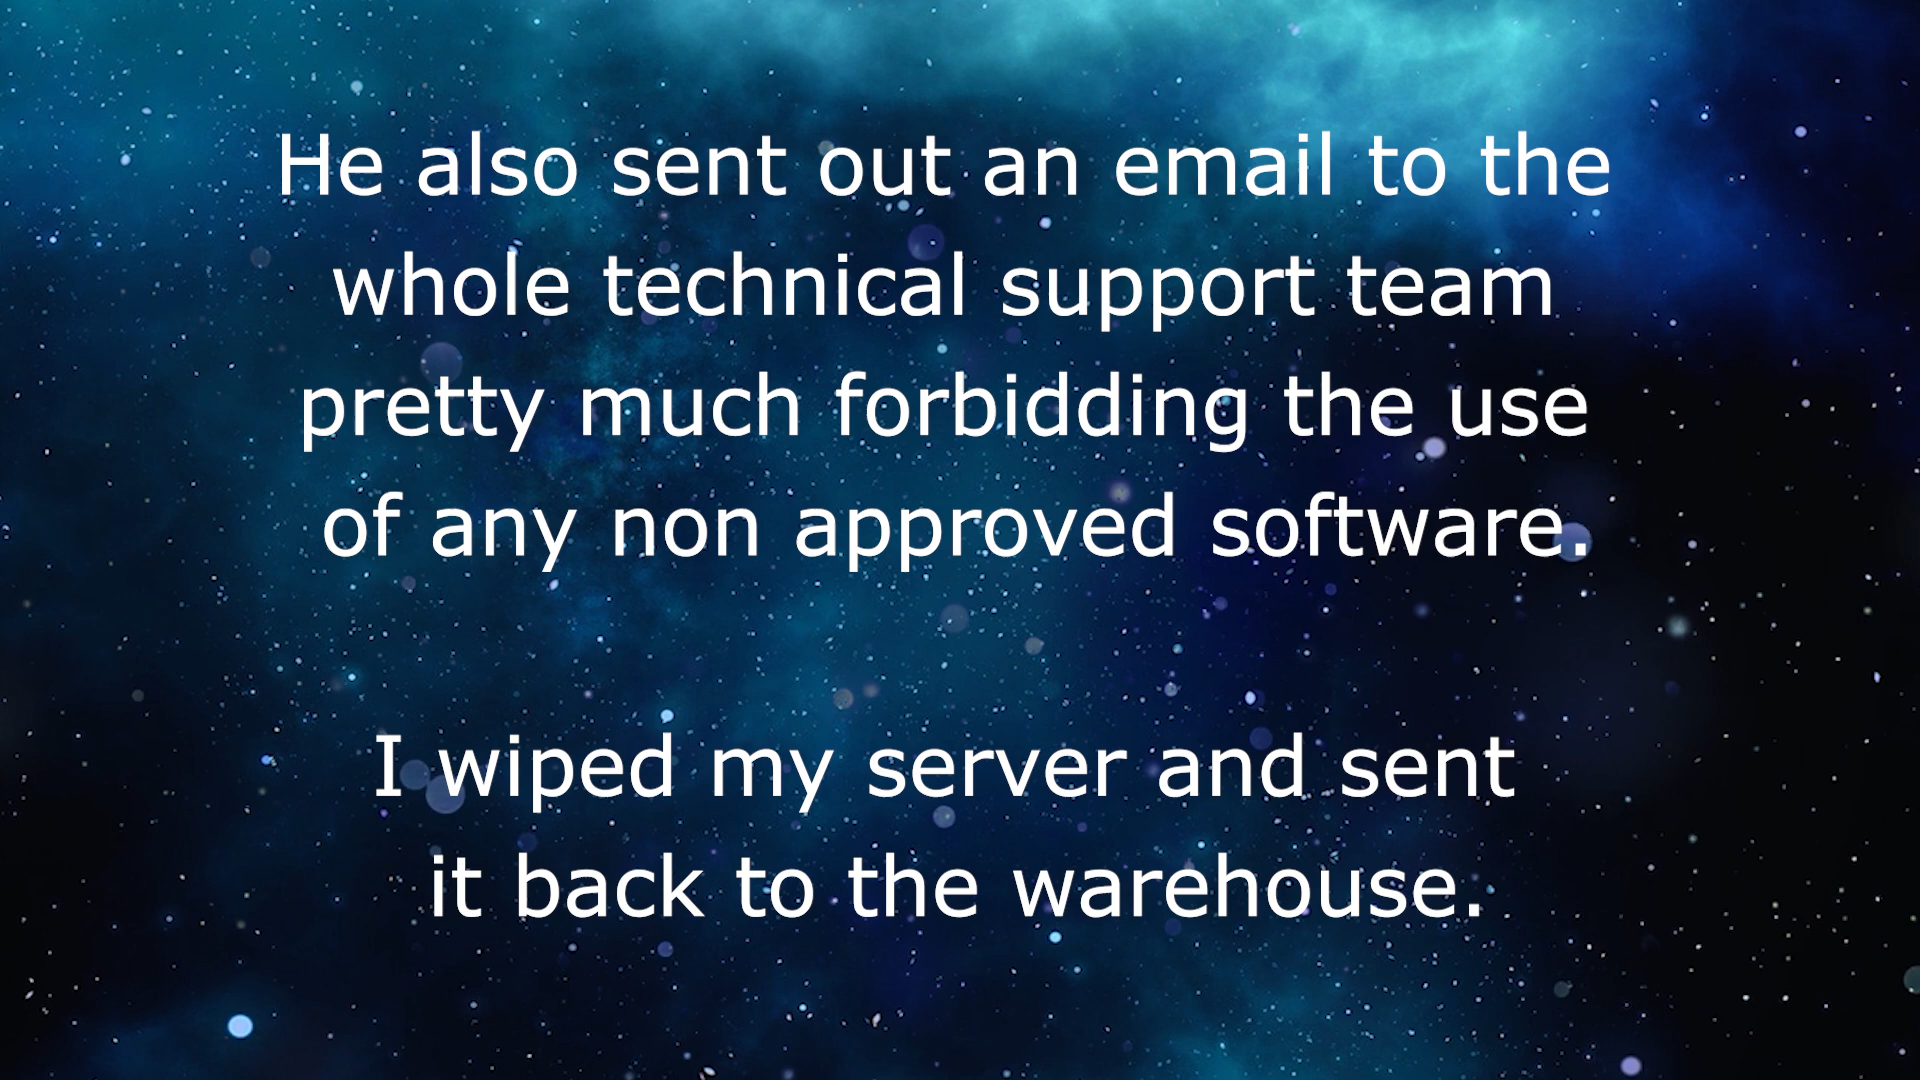 He also sent out an email to the
whole technical support team
pretty much forbidding the use
of any non approved software.
I wiped my server and sent
it back to the warehouse.